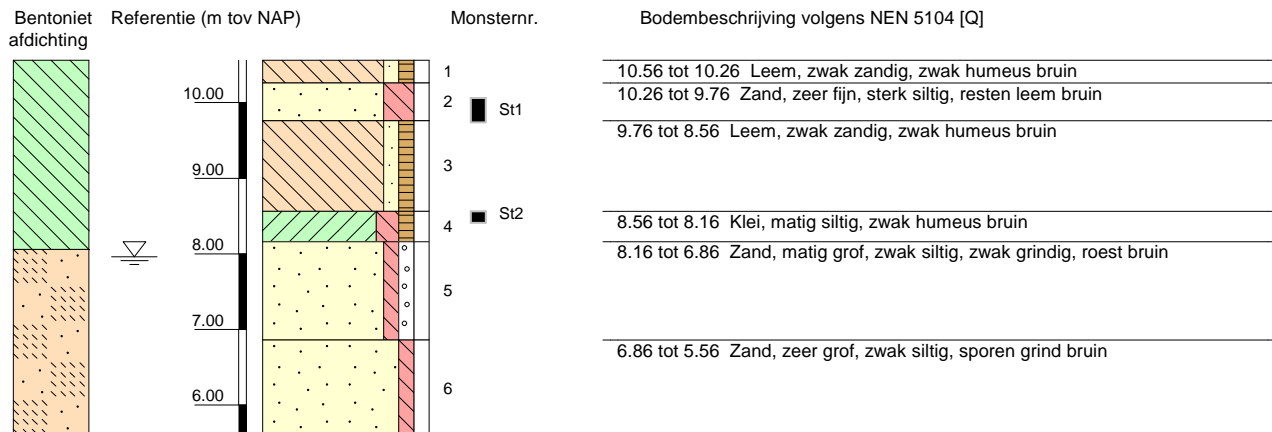 Bentoniet afdichting
Referentie (m tov NAP)
Monsternr.
Bodembeschrijving volgens NEN 5104 [Q]
1
10.56 tot 10.26 Leem, zwak zandig, zwak humeus bruin
10.00
2
St1
10.26 tot 9.76 Zand, zeer fijn, sterk siltig, resten leem bruin
9.76 tot 8.56 Leem, zwak zandig, zwak humeus bruin
9.00
3
4
St2
8.56 tot 8.16 Klei, matig siltig, zwak humeus bruin
8.00
8.16 tot 6.86 Zand, matig grof, zwak siltig, zwak grindig, roest bruin
5
7.00
6.86 tot 5.56 Zand, zeer grof, zwak siltig, sporen grind bruin
6
6.00